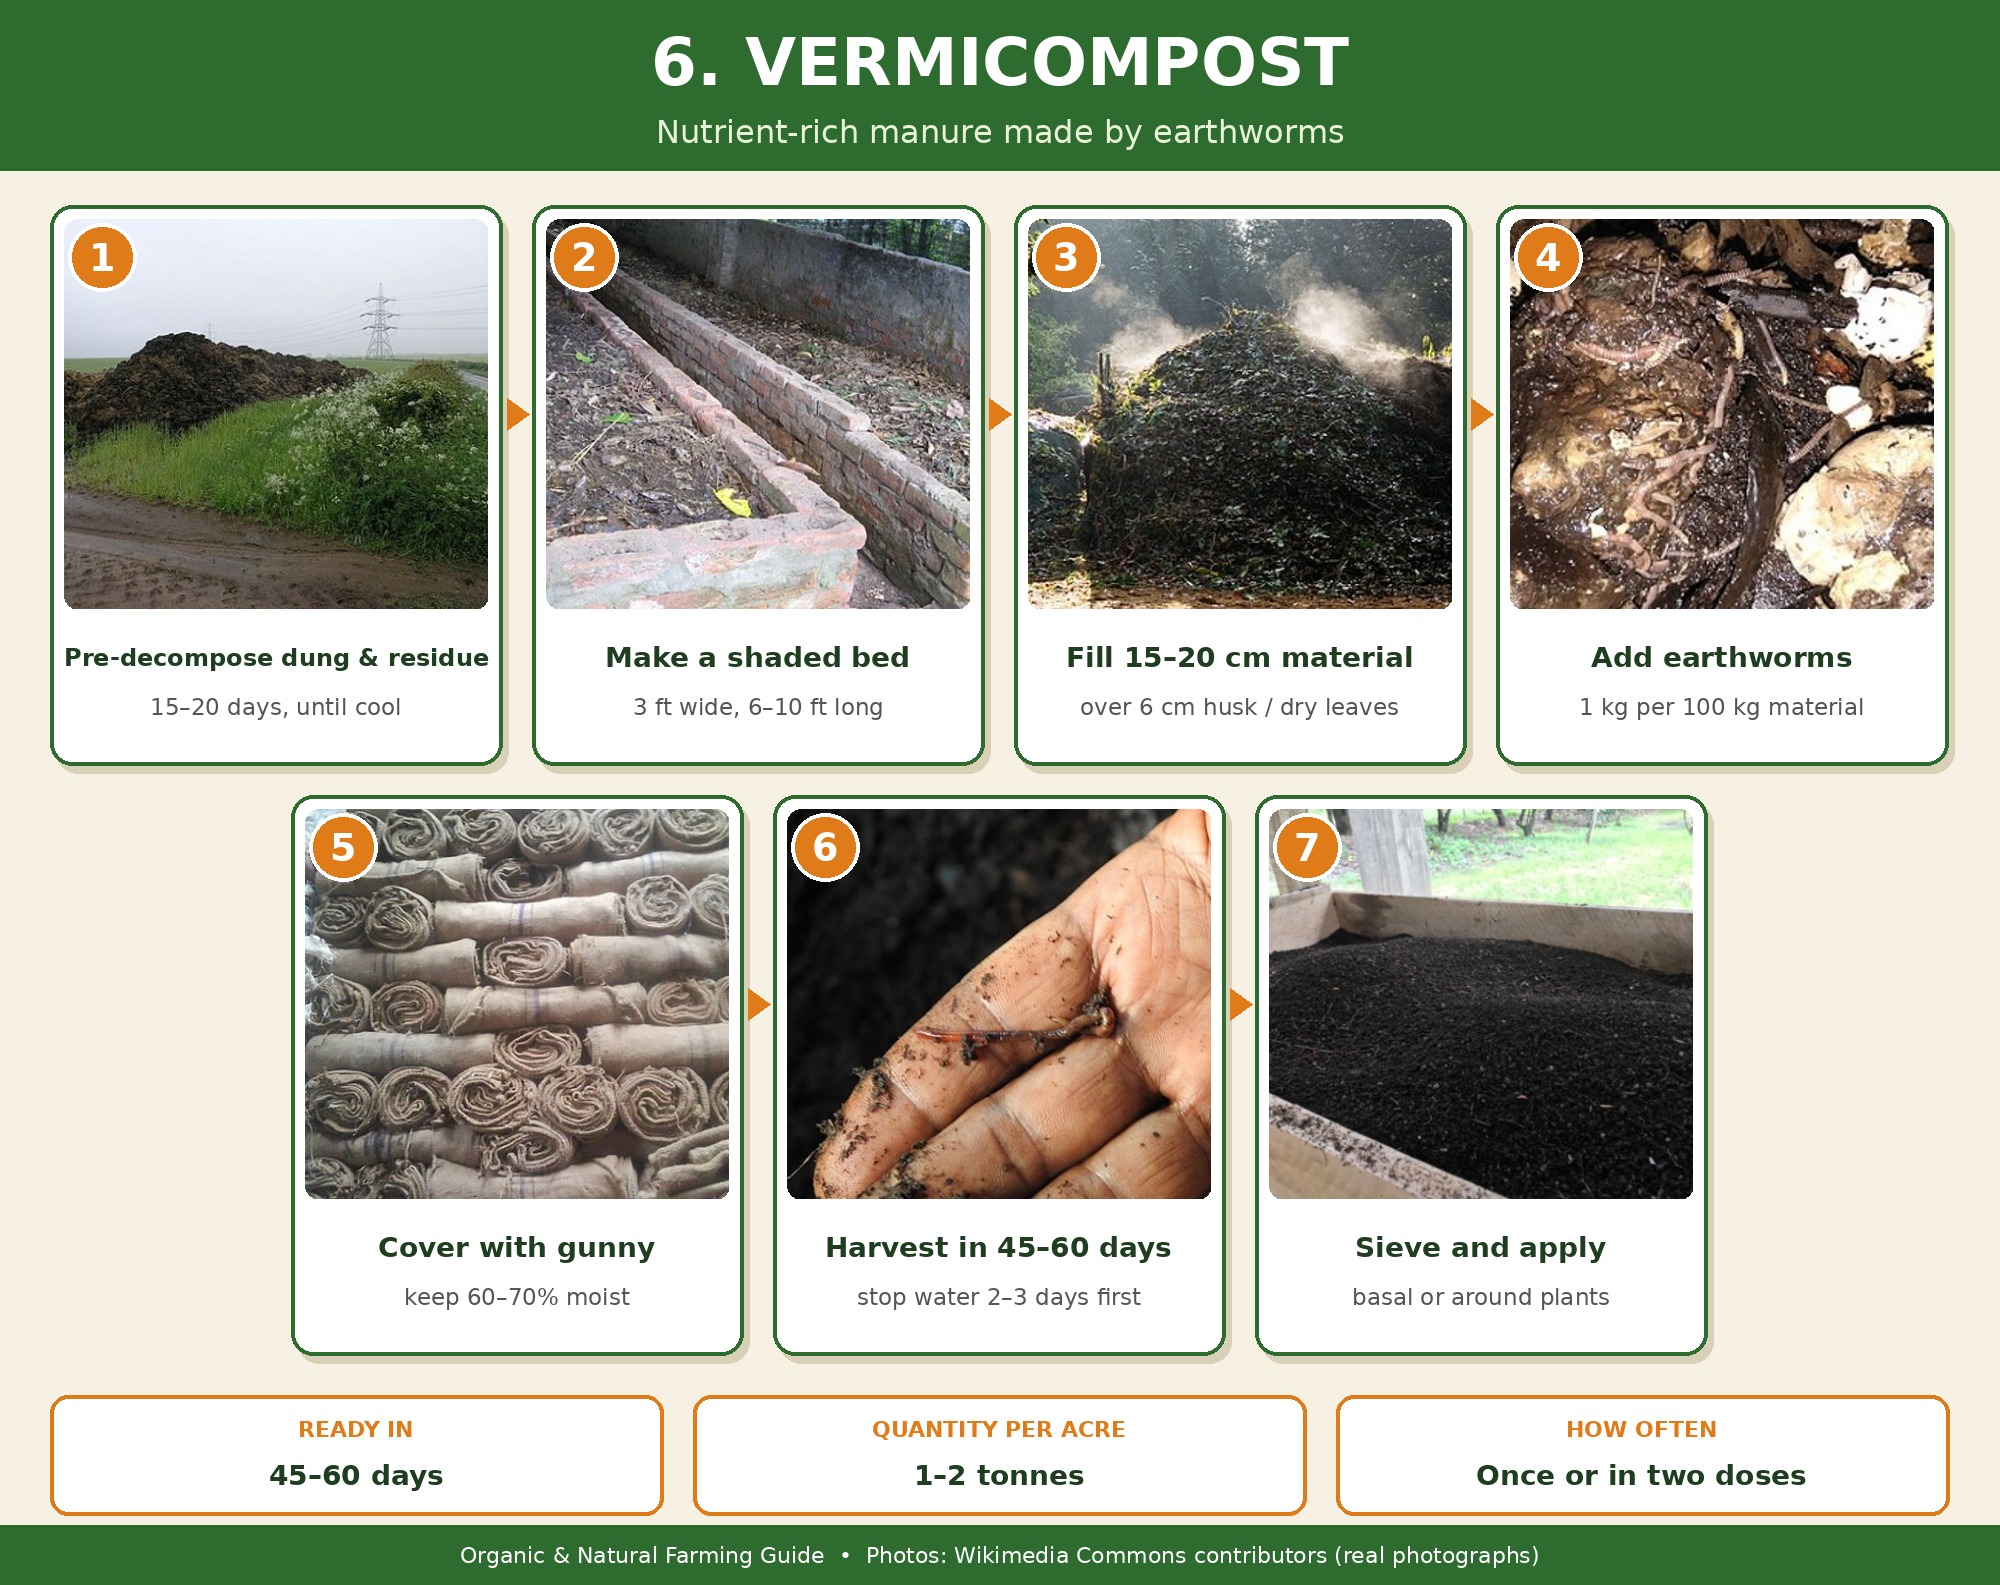 6. VERMICOMPOST
Nutrient-rich manure made by earthworms
1
2
3
4
Pre-decompose dung & residue
15–20 days, until cool
Make a shaded bed
3 ft wide, 6–10 ft long
Fill 15–20 cm material
over 6 cm husk / dry leaves
Add earthworms
1 kg per 100 kg material
5
6
7
Cover with gunny
keep 60–70% moist
Harvest in 45–60 days
stop water 2–3 days first
Sieve and apply
basal or around plants
READY IN
45–60 days
QUANTITY PER ACRE
1–2 tonnes
HOW OFTEN
Once or in two doses
Organic & Natural Farming Guide • Photos: Wikimedia Commons contributors (real photographs)